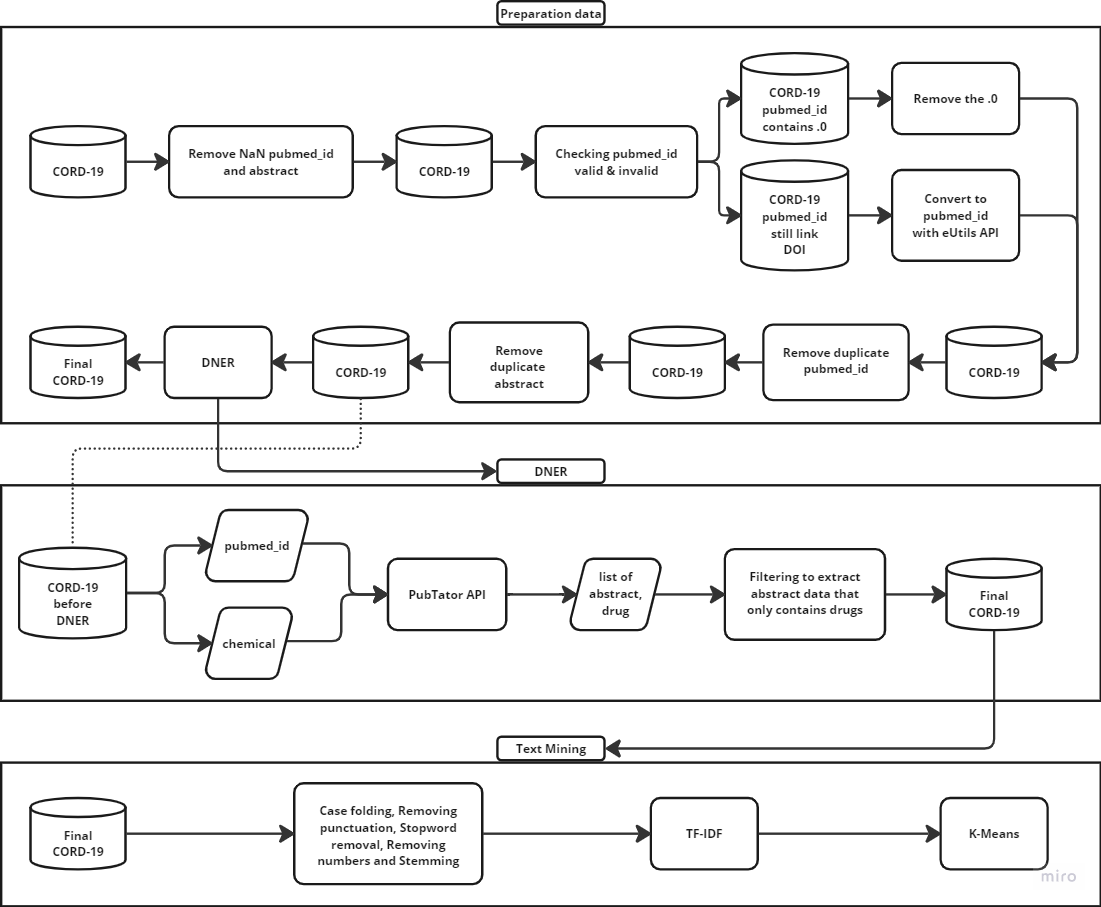 Preparation data
CORD-19
Remove NaN pubmed_id
and abstract
CORD-19
Checking pubmed_id
valid & invalid
CORD-19
pubmed_id
contains .0
Remove the .0
CORD-19
pubmed_id
still link
DOI
Convert to
pubmed_id
with eUtils API
Final
CORD-19
DNER
CORD-19
Remove
duplicate
abstract
CORD-19
Remove duplicate
pubmed_id
CORD-19
DNER
CORD-19
before
DNER
pubmed_id
chemical
PubTator API
list of
abstract,
drug
Filtering to extract
abstract data that
only contains drugs
Final
CORD-19
Text Mining
Final
CORD-19
Case folding, Removing
punctuation, Stopword
removal, Removing
numbers and Stemming
TF-IDF
K-Means
miro